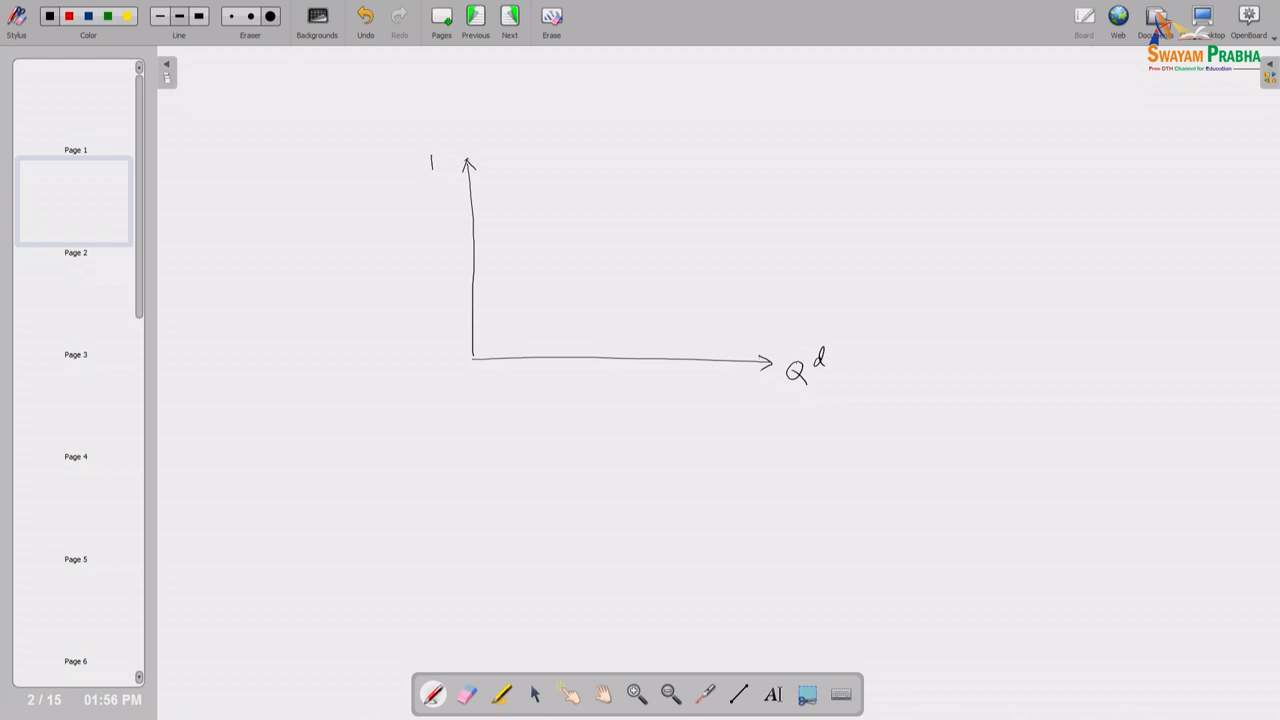 Stylus Color Line Eraser Backgrounds Undo Redo Pages Previous Next Erase Board Web OpenBoard
SWAYAM PRABHA
Free DTH Channel for Education
Page 1
Page 2
Page 3
Page 4
Page 5
Page 6
Q^d
2 / 15 01:56 PM
AI